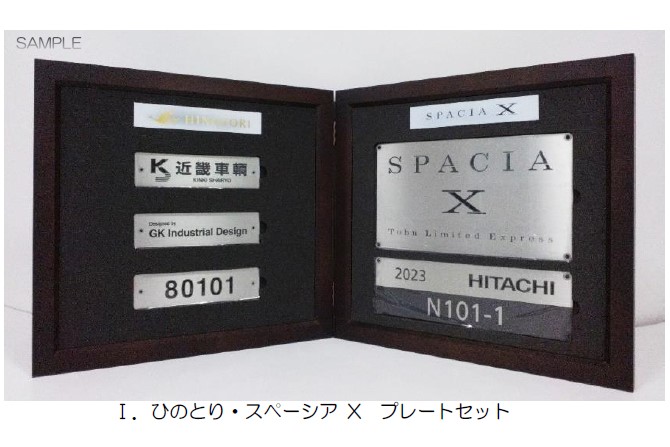 SAMPLE
HINOTORI
近畿車輛
KINKI SHARYO
Designed by
GK Industrial Design
80101
SPACIA X
SPACIA
X
Tobu Limited Express
2023 HITACHI
N101-1
Ⅰ．ひのとり・スペーシア X プレートセット